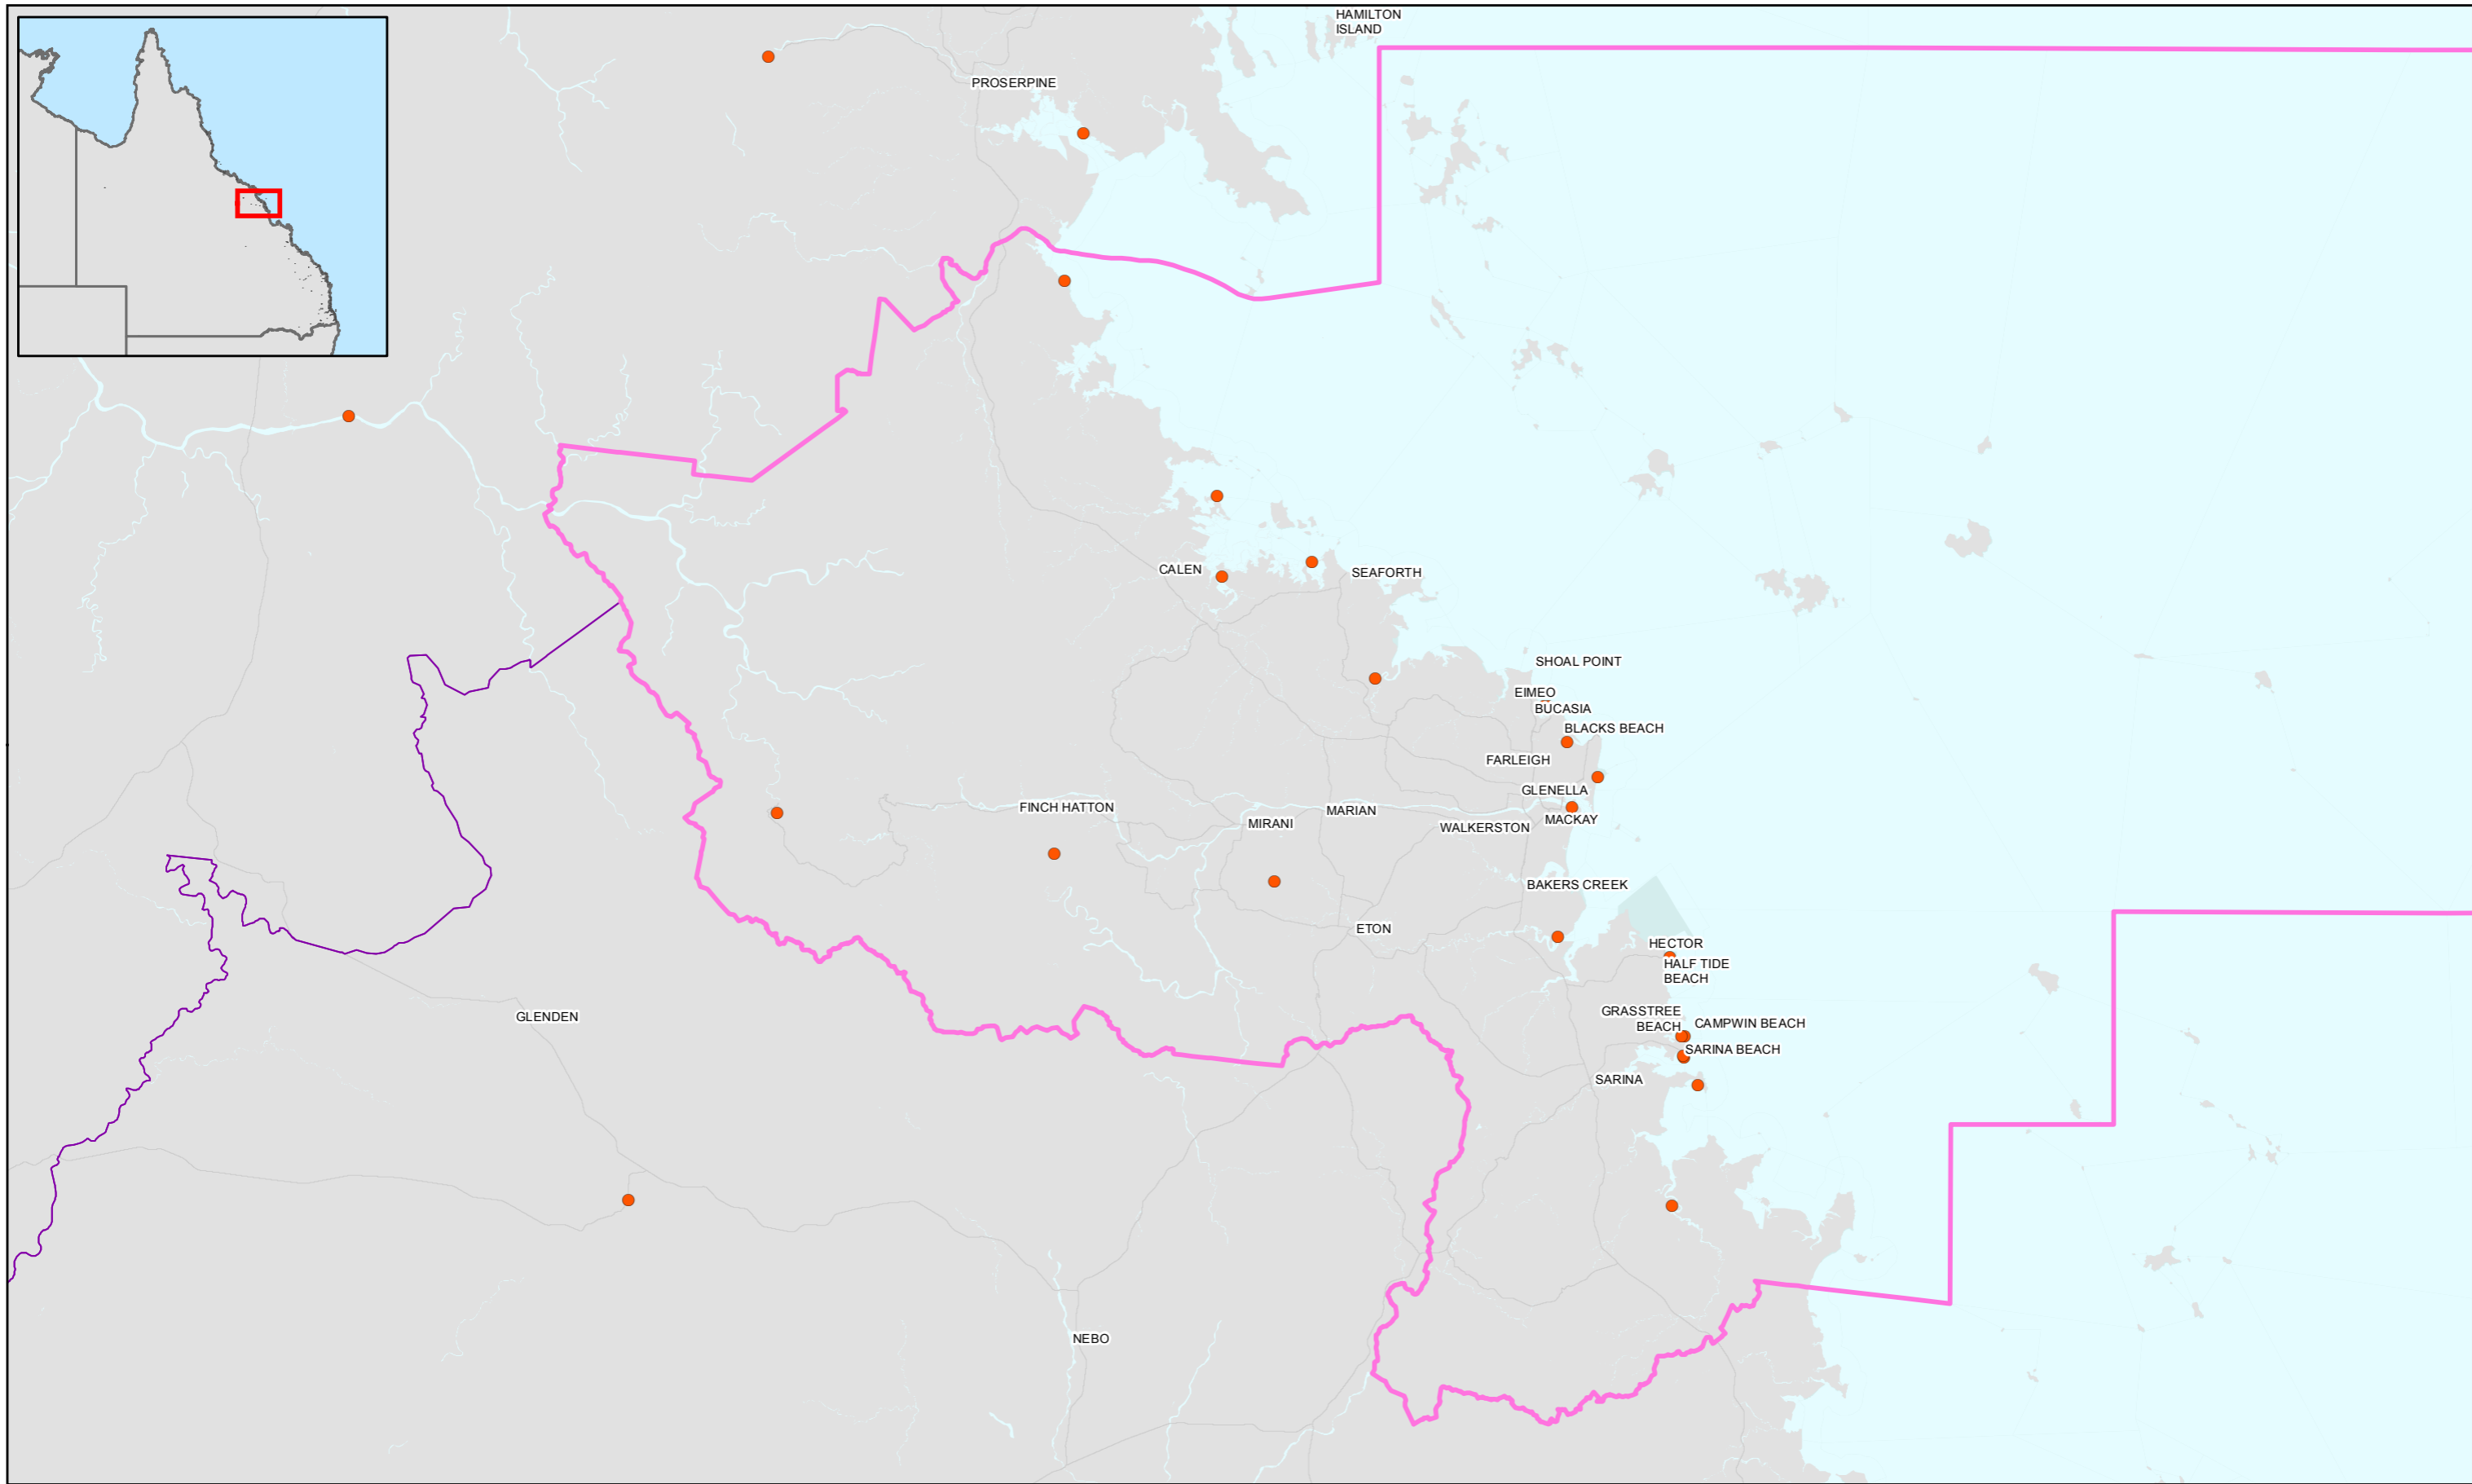 HAMILTON
ISLAND
PROSERPINE
CALEN
SEAFORTH
SHOAL POINT
EIMEO
BUCASIA
BLACKS BEACH
FARLEIGH
GLENELLA
FINCH HATTON
MARIAN
MIRANI
WALKERSTON
MACKAY
BAKERS CREEK
ETON
HECTOR
HALF TIDE
BEACH
GLENDEN
GRASSTREE
BEACH
CAMPWIN BEACH
SARINA BEACH
SARINA
NEBO